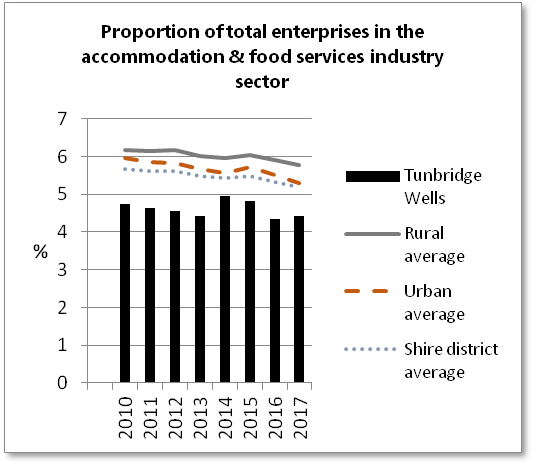 Proportion of total enterprises in the
accommodation & food services industry
sector
7
6
5
4
3
2
1
0
%
2010
2011
2012
2013
2014
2015
2016
2017
Tunbridge
Wells
Rural
average
Urban
average
Shire district
average